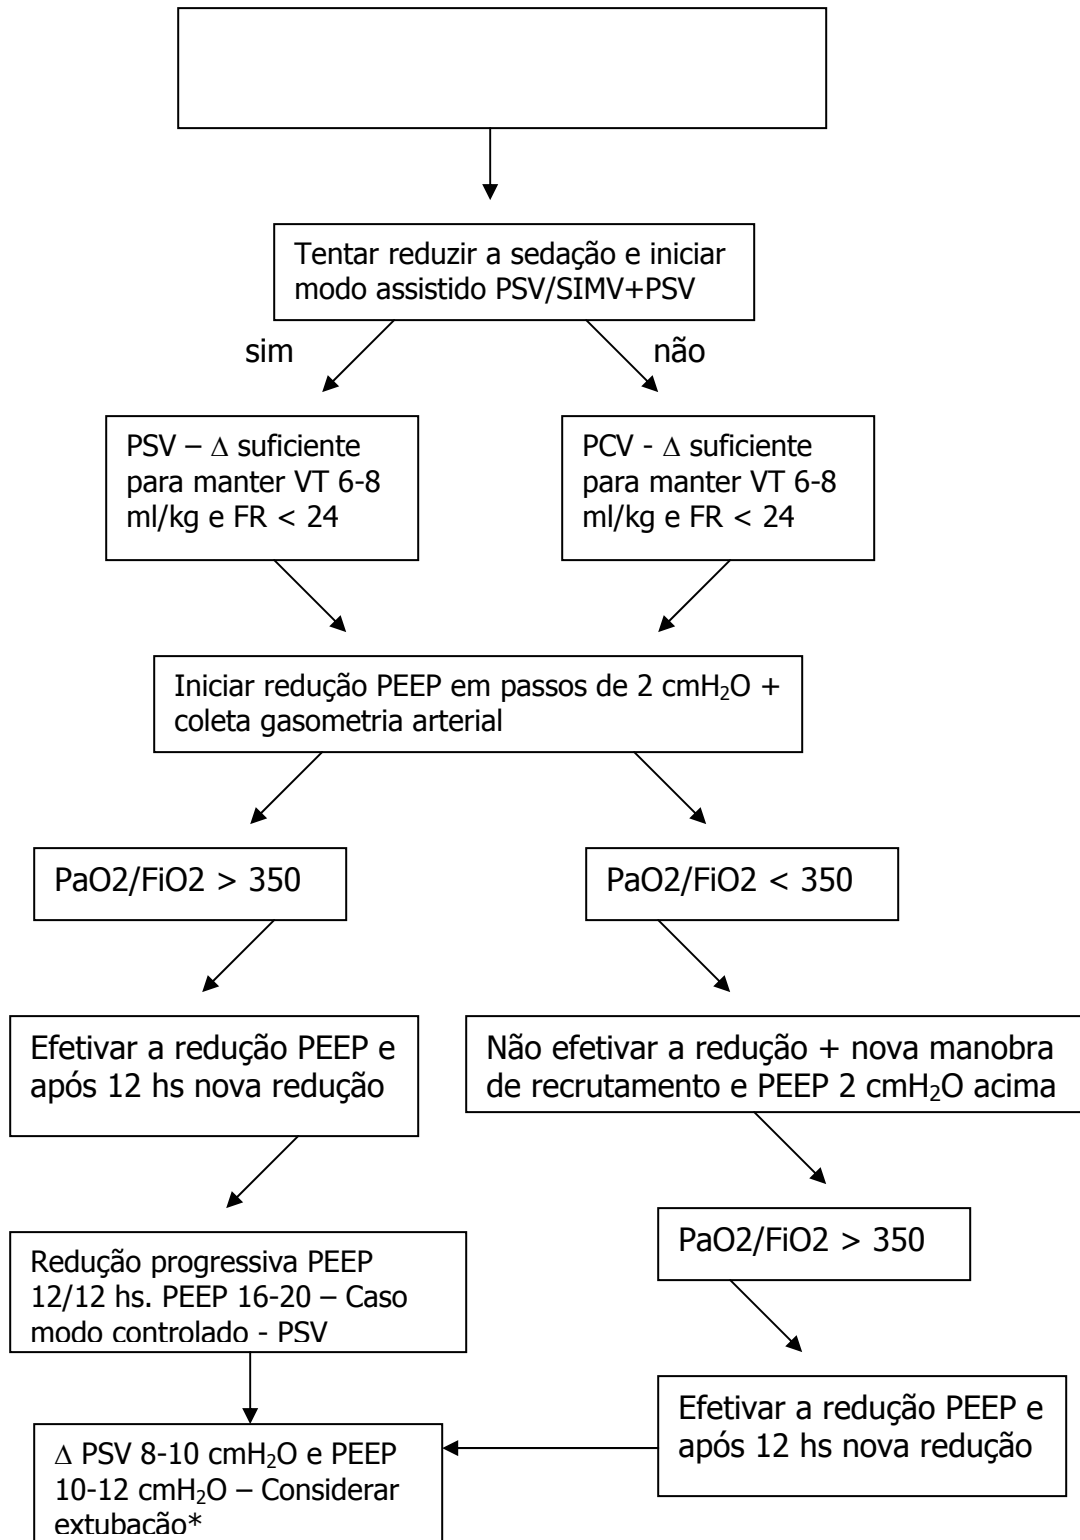 Tentar reduzir a sedação e iniciar
modo assistido PSV/SIMV+PSV
sim
não
PSV – Δ suficiente
para manter VT 6-8
ml/kg e FR < 24
PCV - Δ suficiente
para manter VT 6-8
ml/kg e FR < 24
Iniciar redução PEEP em passos de 2 cmH₂O +
coleta gasometria arterial
PaO2/FiO2 > 350
PaO2/FiO2 < 350
Efetivar a redução PEEP e
após 12 hs nova redução
Não efetivar a redução + nova manobra
de recrutamento e PEEP 2 cmH₂O acima
PaO2/FiO2 > 350
Redução progressiva PEEP
12/12 hs. PEEP 16-20 – Caso
modo controlado - PSV
Efetivar a redução PEEP e
após 12 hs nova redução
Δ PSV 8-10 cmH₂O e PEEP
10-12 cmH₂O – Considerar
extubação*